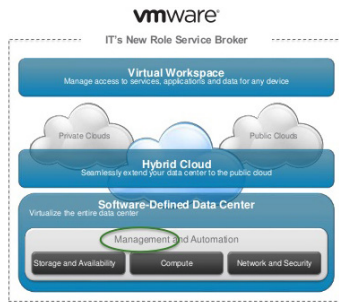 vmware
IT's New Role Service Broker
Virtual Workspace
Manage access to services, applications and data for any device
Private Clouds
Public Clouds
Hybrid Cloud
Seamlessly extend your data center to the public cloud
Software-Defined Data Center
Virtualize the entire data center
Management and Automation
Storage and Availability
Compute
Network and Security